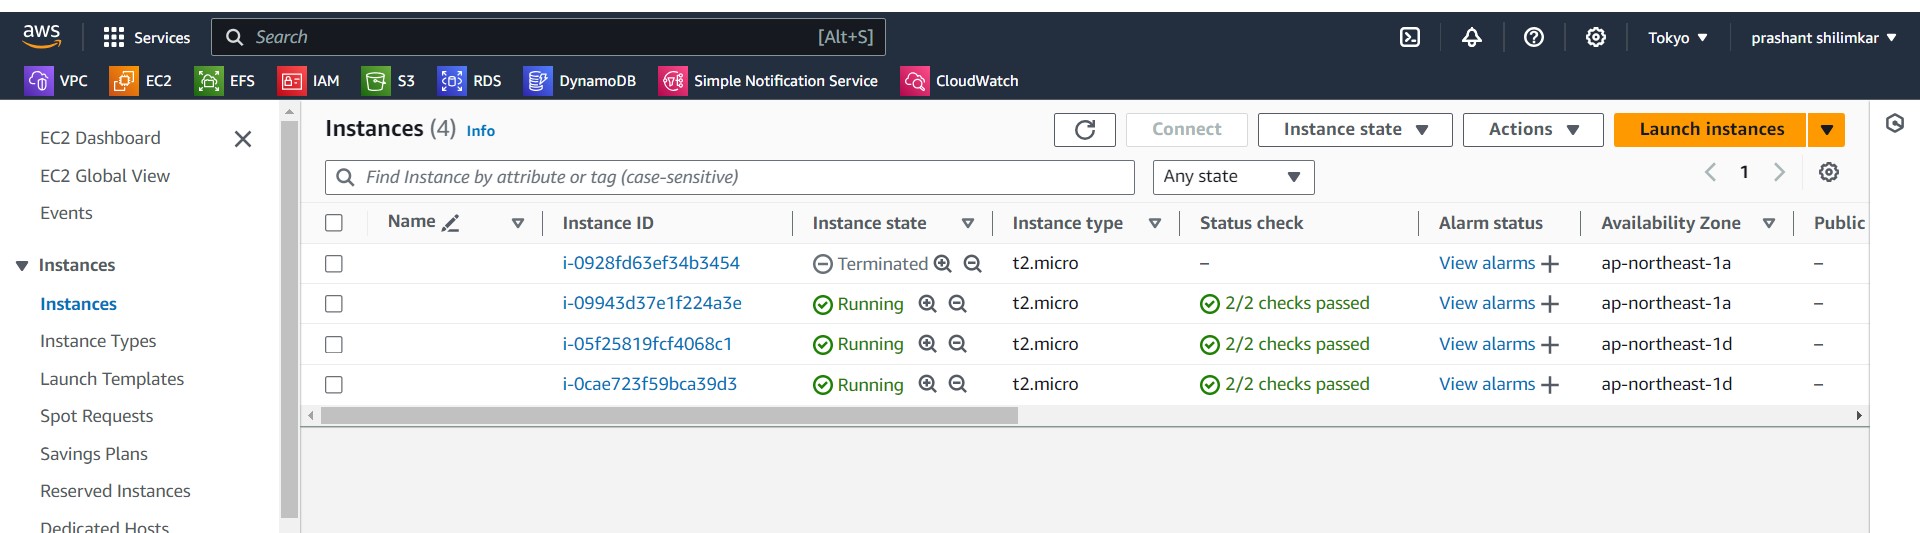 aws Services Search [Alt+S] Tokyo prashant shilimkar
VPC EC2 EFS IAM S3 RDS DynamoDB Simple Notification Service CloudWatch
EC2 Dashboard
EC2 Global View
Events
Instances
Instances
Instance Types
Launch Templates
Spot Requests
Savings Plans
Reserved Instances
Dedicated Hosts
Instances (4) Info Connect Instance state Actions Launch instances
Find Instance by attribute or tag (case-sensitive) Any state 1
Name Instance ID Instance state Instance type Status check Alarm status Availability Zone Public
i-0928fd63ef34b3454 Terminated t2.micro – View alarms + ap-northeast-1a –
i-09943d37e1f224a3e Running t2.micro 2/2 checks passed View alarms + ap-northeast-1a –
i-05f25819fcf4068c1 Running t2.micro 2/2 checks passed View alarms + ap-northeast-1d –
i-0cae723f59bca39d3 Running t2.micro 2/2 checks passed View alarms + ap-northeast-1d –